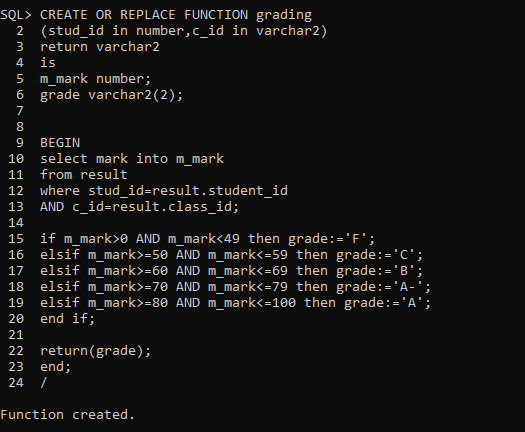 SQL> CREATE OR REPLACE FUNCTION grading
2 (stud_id in number,c_id in varchar2)
3 return varchar2
4 is
5 m_mark number;
6 grade varchar2(2);
7
8
9 BEGIN
10 select mark into m_mark
11 from result
12 where stud_id=result.student_id
13 AND c_id=result.class_id;
14
15 if m_mark>0 AND m_mark<49 then grade:='F';
16 elsif m_mark>=50 AND m_mark<=59 then grade:='C';
17 elsif m_mark>=60 AND m_mark<=69 then grade:='B';
18 elsif m_mark>=70 AND m_mark<=79 then grade:='A-';
19 elsif m_mark>=80 AND m_mark<=100 then grade:='A';
20 end if;
21
22 return(grade);
23 end;
24 /
Function created.